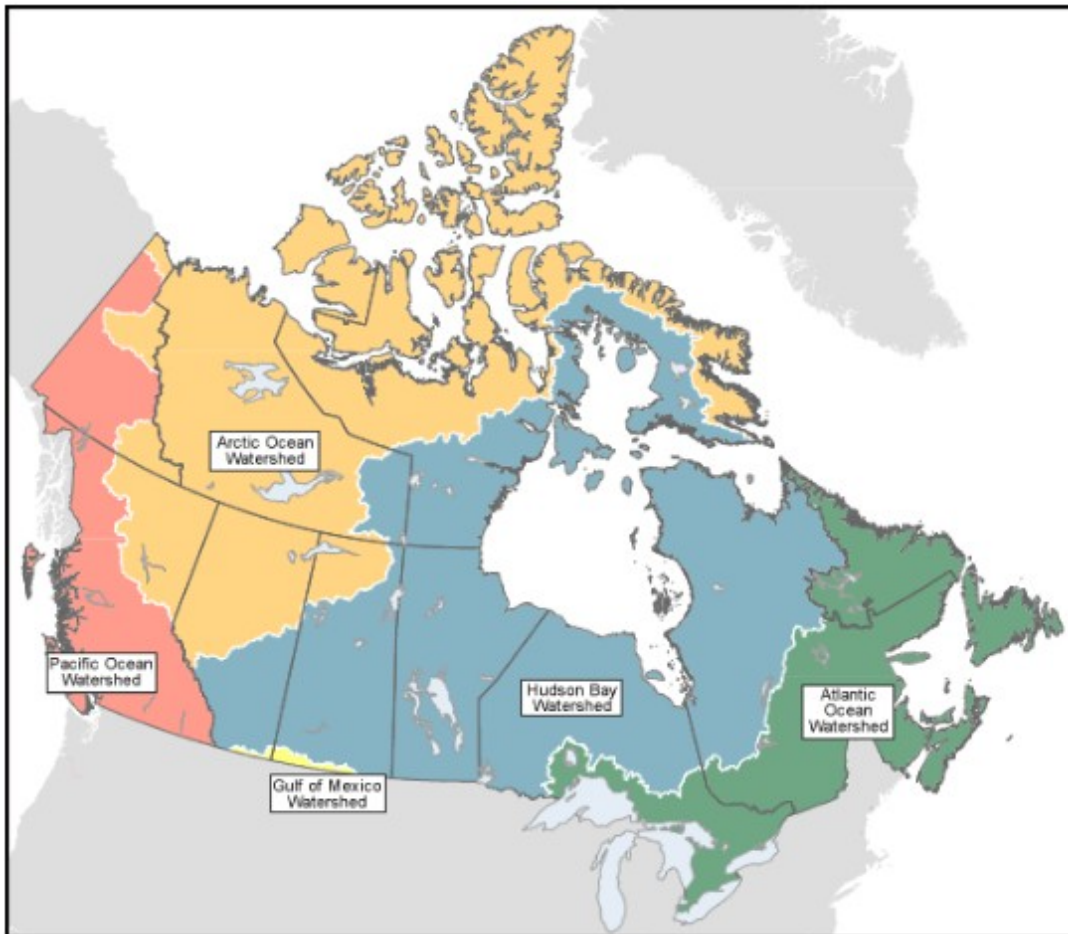 Arctic Ocean
Watershed
Pacific Ocean
Watershed
Hudson Bay
Watershed
Atlantic
Ocean
Watershed
Gulf of Mexico
Watershed